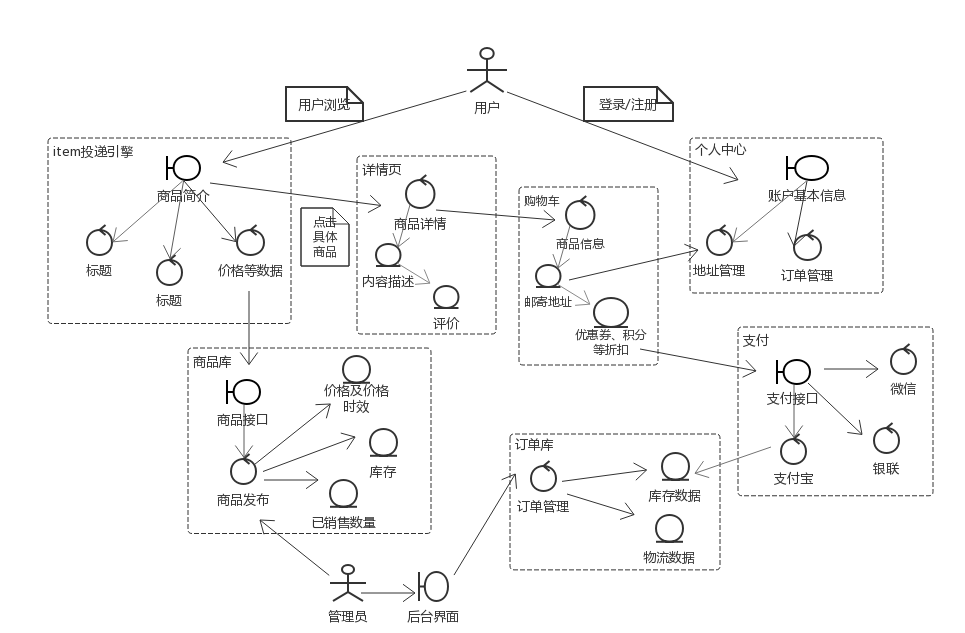 用户
用户浏览
登录/注册
item投递引擎
商品简介
标题
标题
价格等数据
详情页
商品详情
内容描述
评价
点击
具体
商品
购物车
商品信息
邮寄地址
优惠券、积分
等折扣
个人中心
账户基本信息
地址管理
订单管理
商品库
商品接口
商品发布
价格及价格
时效
库存
已销售数量
订单库
订单管理
库存数据
物流数据
支付
支付接口
微信
银联
支付宝
管理员
后台界面